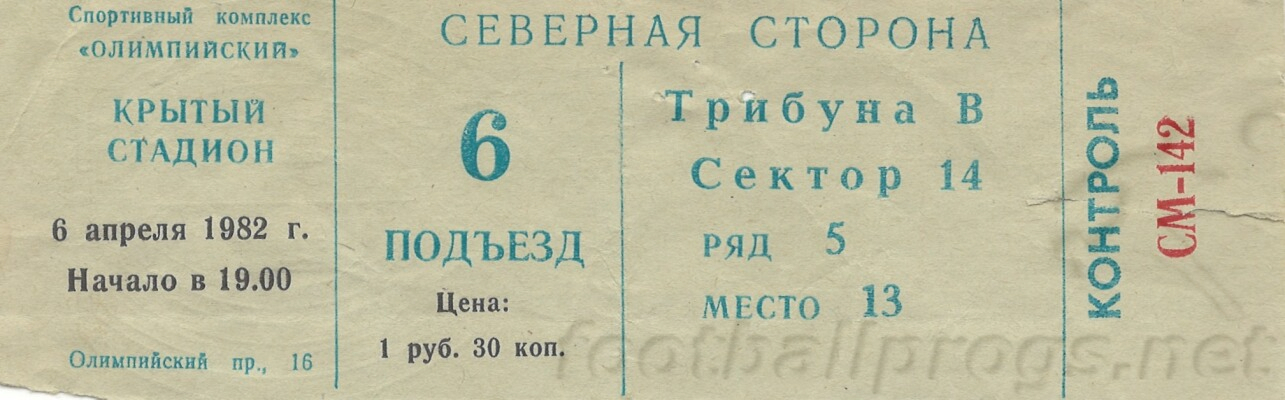 Спортивный комплекс
«ОЛИМПИЙСКИЙ»
КРЫТЫЙ
СТАДИОН
6 апреля 1982 г.
Начало в 19.00
Олимпийский пр., 16
СЕВЕРНАЯ СТОРОНА
6
ПОДЪЕЗД
Цена:
1 руб. 30 коп.
Трибуна В
Сектор 14
РЯД 5
МЕСТО 13
КОНТРОЛЬ
СМ-142
footballprogs.net